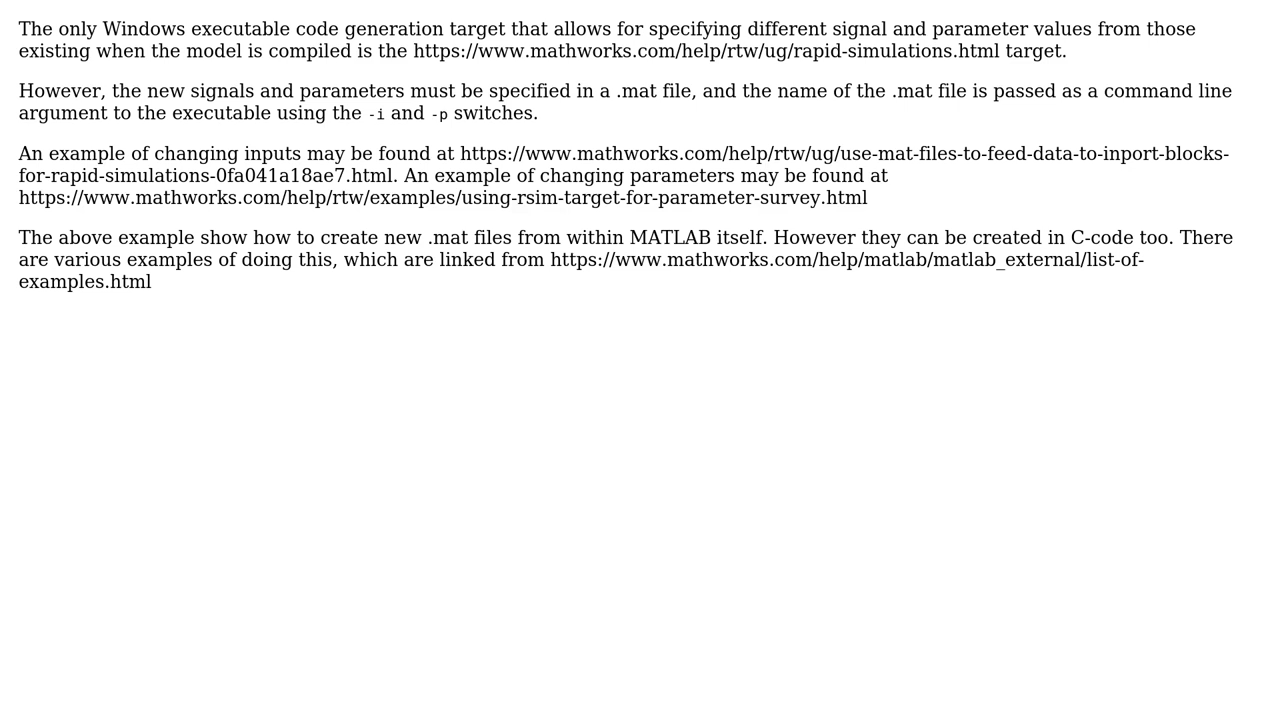 The only Windows executable code generation target that allows for specifying different signal and parameter values from those
existing when the model is compiled is the https://www.mathworks.com/help/rtw/ug/rapid-simulations.html target.
However, the new signals and parameters must be specified in a .mat file, and the name of the .mat file is passed as a command line
argument to the executable using the -i and -p switches.
An example of changing inputs may be found at https://www.mathworks.com/help/rtw/ug/use-mat-files-to-feed-data-to-inport-blocks-
for-rapid-simulations-0fa041a18ae7.html. An example of changing parameters may be found at
https://www.mathworks.com/help/rtw/examples/using-rsim-target-for-parameter-survey.html
The above example show how to create new .mat files from within MATLAB itself. However they can be created in C-code too. There
are various examples of doing this, which are linked from https://www.mathworks.com/help/matlab/matlab_external/list-of-
examples.html